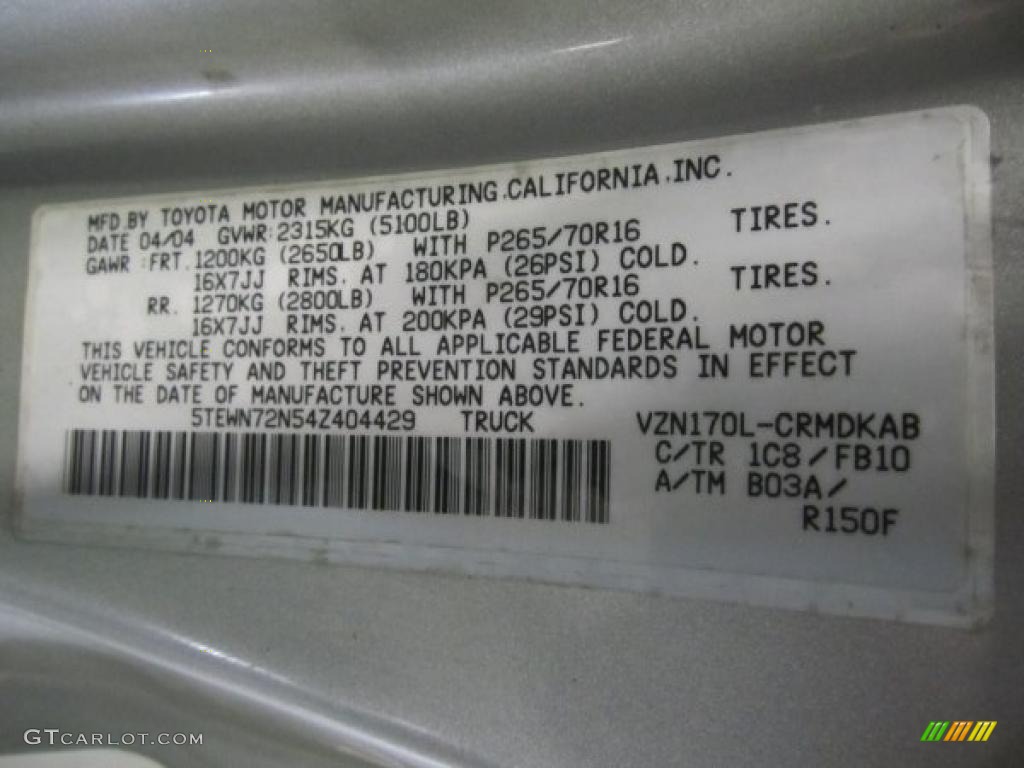 MFD.BY TOYOTA MOTOR MANUFACTURING.CALIFORNIA.INC.
DATE 04/04 GVWR:2315KG (5100LB)
GAWR :FRT. 1200KG (2650LB) WITH P265/70R16 TIRES.
16X7JJ RIMS. AT 180KPA (26PSI) COLD.
RR. 1270KG (2800LB) WITH P265/70R16 TIRES.
16X7JJ RIMS. AT 200KPA (29PSI) COLD.
THIS VEHICLE CONFORMS TO ALL APPLICABLE FEDERAL MOTOR
VEHICLE SAFETY AND THEFT PREVENTION STANDARDS IN EFFECT
ON THE DATE OF MANUFACTURE SHOWN ABOVE.
5TEWN72N54Z404429 TRUCK VZN170L-CRMDKAB
C/TR 1C8/FB10
A/TM B03A/
R150F
GTCARLOT.COM